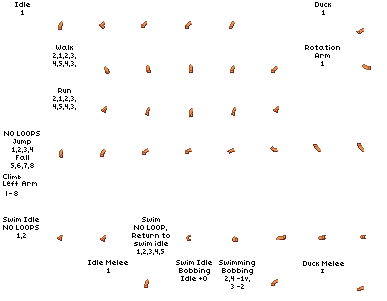 Idle
1
Duck
1
Walk
2,1,2,3,
4,5,4,3,
Rotation
Arm
1
Run
2,1,2,3,
4,5,4,3,
NO LOOPS
Jump
1,2,3,4
Fall
5,6,7,8
Climb
Left Arm
1-8
Swim Idle
NO LOOPS
1,2
Swim
NO LOOP,
Return to
swim idle
1,2,3,4,5
Idle Melee
1
Swim Idle
Bobbing
Idle +0
Swimming
Bobbing
2,4 -1v,
3 -2
Duck Melee
1